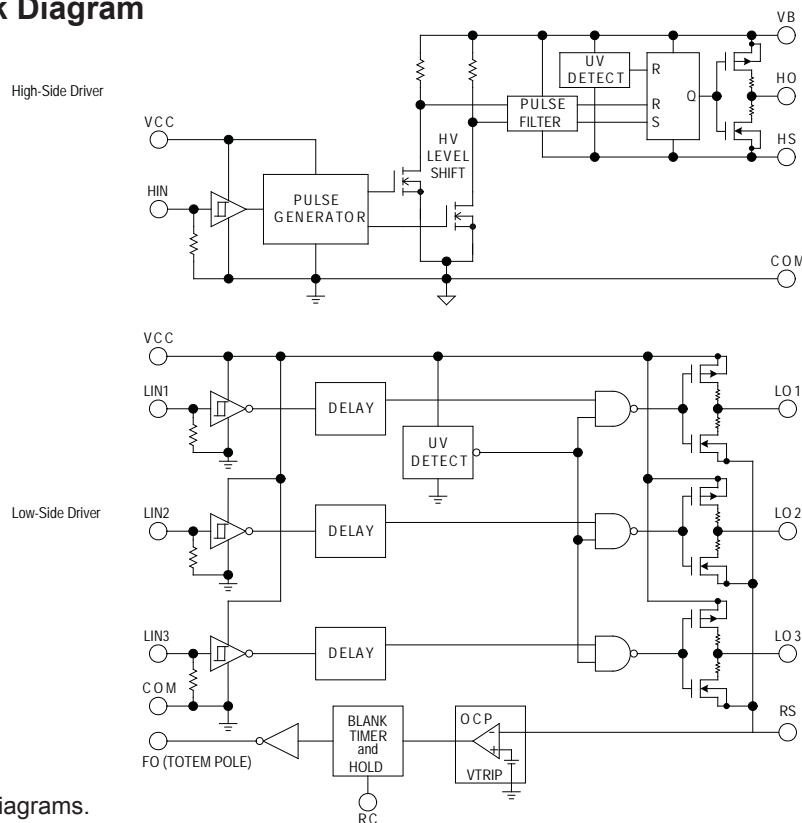 k Diagram
VB
UV
DETECT
R
High-Side Driver
HO
PULSE
FILTER
R
Q
S
VCC
HV
LEVEL
SHIFT
HS
HIN
PULSE
GENERATOR
COM
VCC
LIN1
DELAY
LO1
UV
DETECT
Low-Side Driver
LIN2
DELAY
LO2
LIN3
DELAY
LO3
COM
BLANK
TIMER
and
HOLD
OCP
-
+
VTRIP
RS
FO (TOTEM POLE)
RC
iagrams.